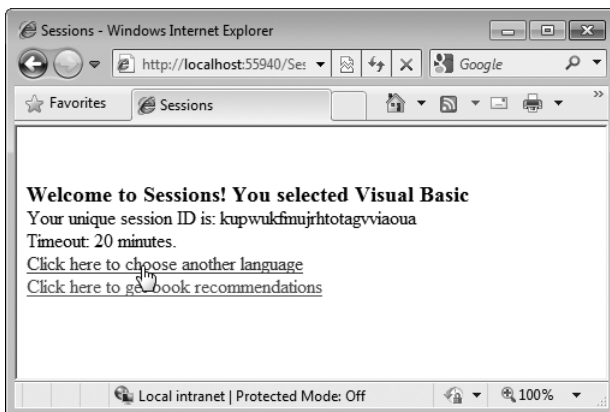 Sessions - Windows Internet Explorer
http://localhost:55940/Ses
Google
Favorites
Sessions
»
Welcome to Sessions! You selected Visual Basic
Your unique session ID is: kupwukfmujrhtotagvviaoua
Timeout: 20 minutes.
Click here to choose another language
Click here to get book recommendations
Local intranet | Protected Mode: Off
100%